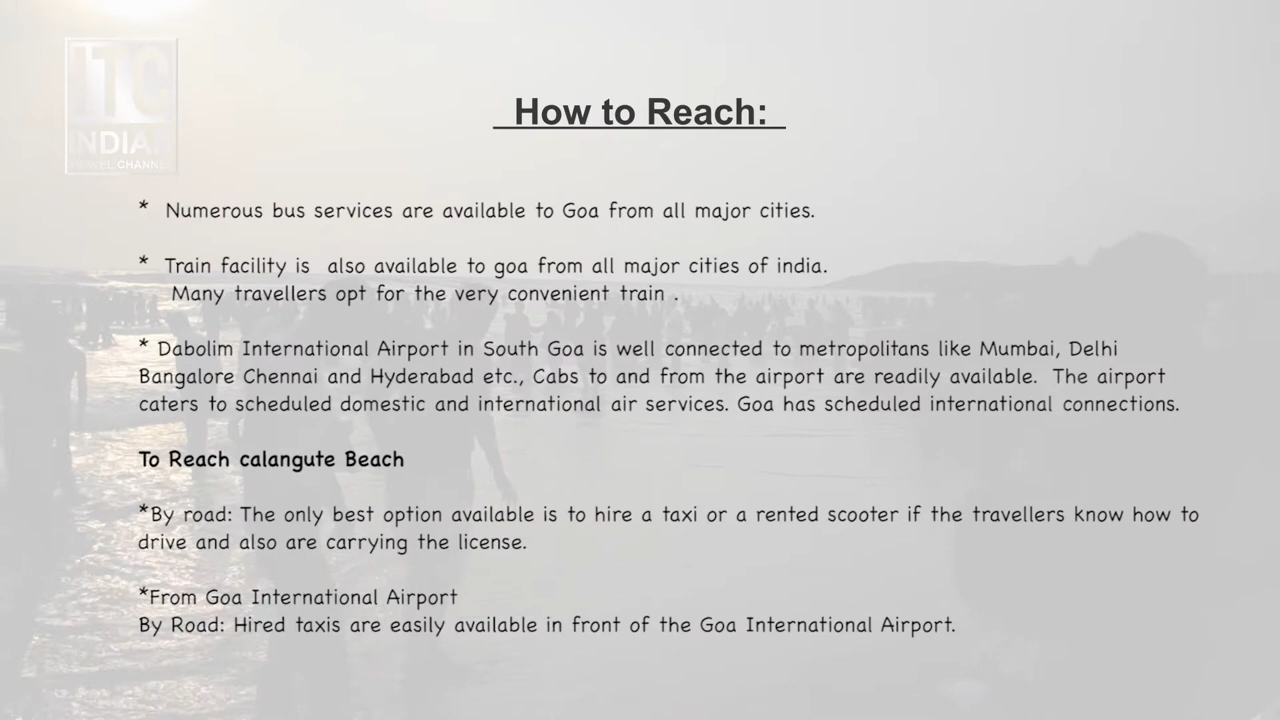 ITC
INDIAN
TRAVEL CHANNEL
How to Reach:
* Numerous bus services are available to Goa from all major cities.
* Train facility is also available to goa from all major cities of india.
Many travellers opt for the very convenient train .
* Dabolim International Airport in South Goa is well connected to metropolitans like Mumbai, Delhi
Bangalore Chennai and Hyderabad etc., Cabs to and from the airport are readily available. The airport
caters to scheduled domestic and international air services. Goa has scheduled international connections.
To Reach calangute Beach
*By road: The only best option available is to hire a taxi or a rented scooter if the travellers know how to
drive and also are carrying the license.
*From Goa International Airport
By Road: Hired taxis are easily available in front of the Goa International Airport.